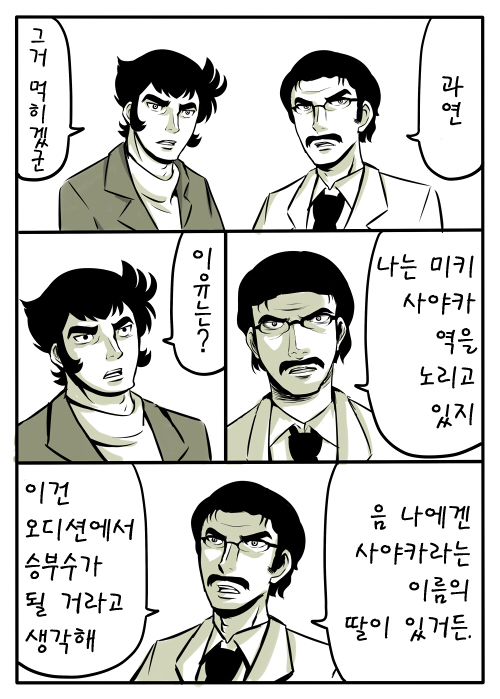 과연
그거 먹히겠군
나는 미키
사야카
역을
노리고
있지
이유는?
음 나에겐
사야카라는
이름의
딸이 있거든.
이건
오디션에서
승부수가
될 거라고
생각해